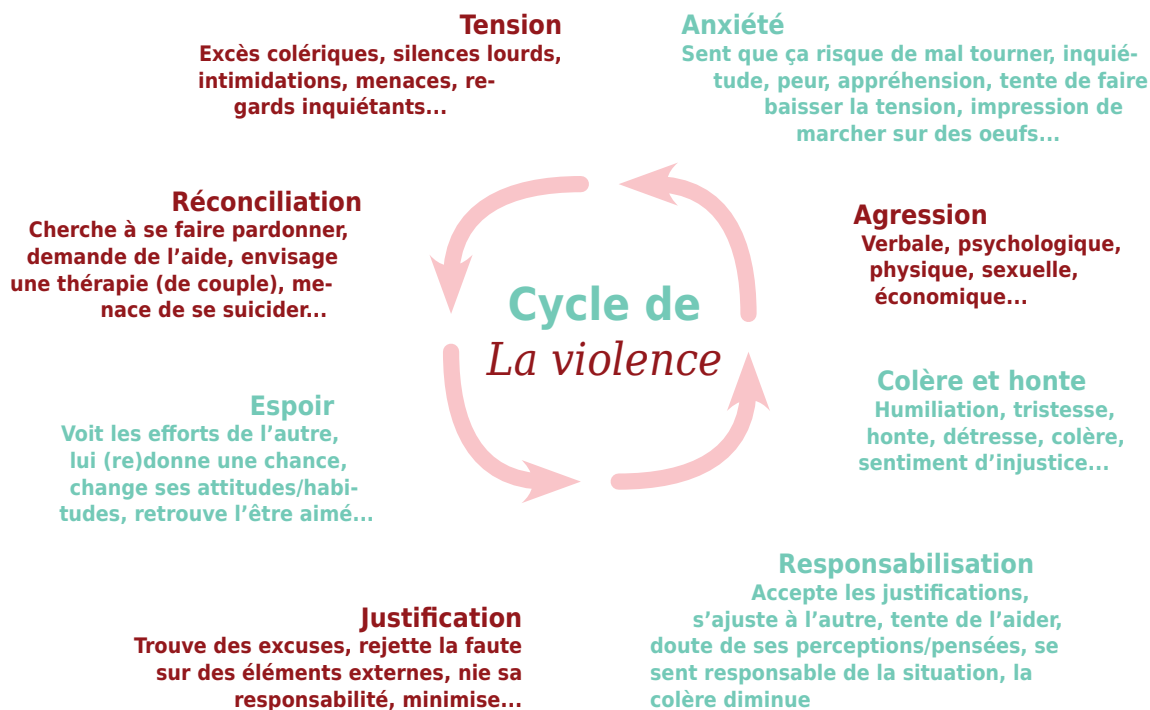 Tension
Excès colériques, silences lourds,
intimidations, menaces, re-
gards inquiétants...
Anxiété
Sent que ça risque de mal tourner, inquié-
tude, peur, appréhension, tente de faire
baisser la tension, impression de
marcher sur des oeufs...
Réconciliation
Cherche à se faire pardonner,
demande de l’aide, envisage
une thérapie (de couple), me-
nace de se suicider...
Agression
Verbale, psychologique,
physique, sexuelle,
économique...
Cycle de
La violence
Espoir
Voit les efforts de l’autre,
lui (re)donne une chance,
change ses attitudes/habi-
tudes, retrouve l’être aimé...
Colère et honte
Humiliation, tristesse,
honte, détresse, colère,
sentiment d’injustice...
Justification
Trouve des excuses, rejette la faute
sur des éléments externes, nie sa
responsabilité, minimise...
Responsabilisation
Accepte les justifications,
s’ajuste à l’autre, tente de l’aider,
doute de ses perceptions/pensées, se
sent responsable de la situation, la
colère diminue